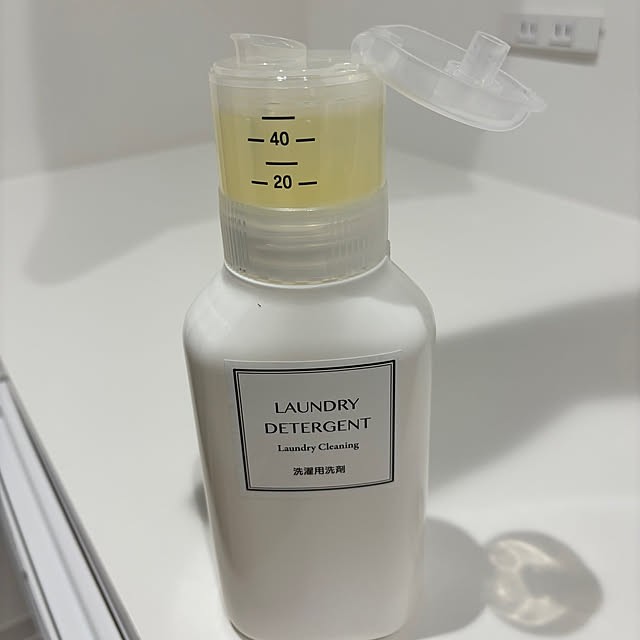 40
20
LAUNDRY
DETERGENT
Laundry Cleaning
洗濯用洗剤